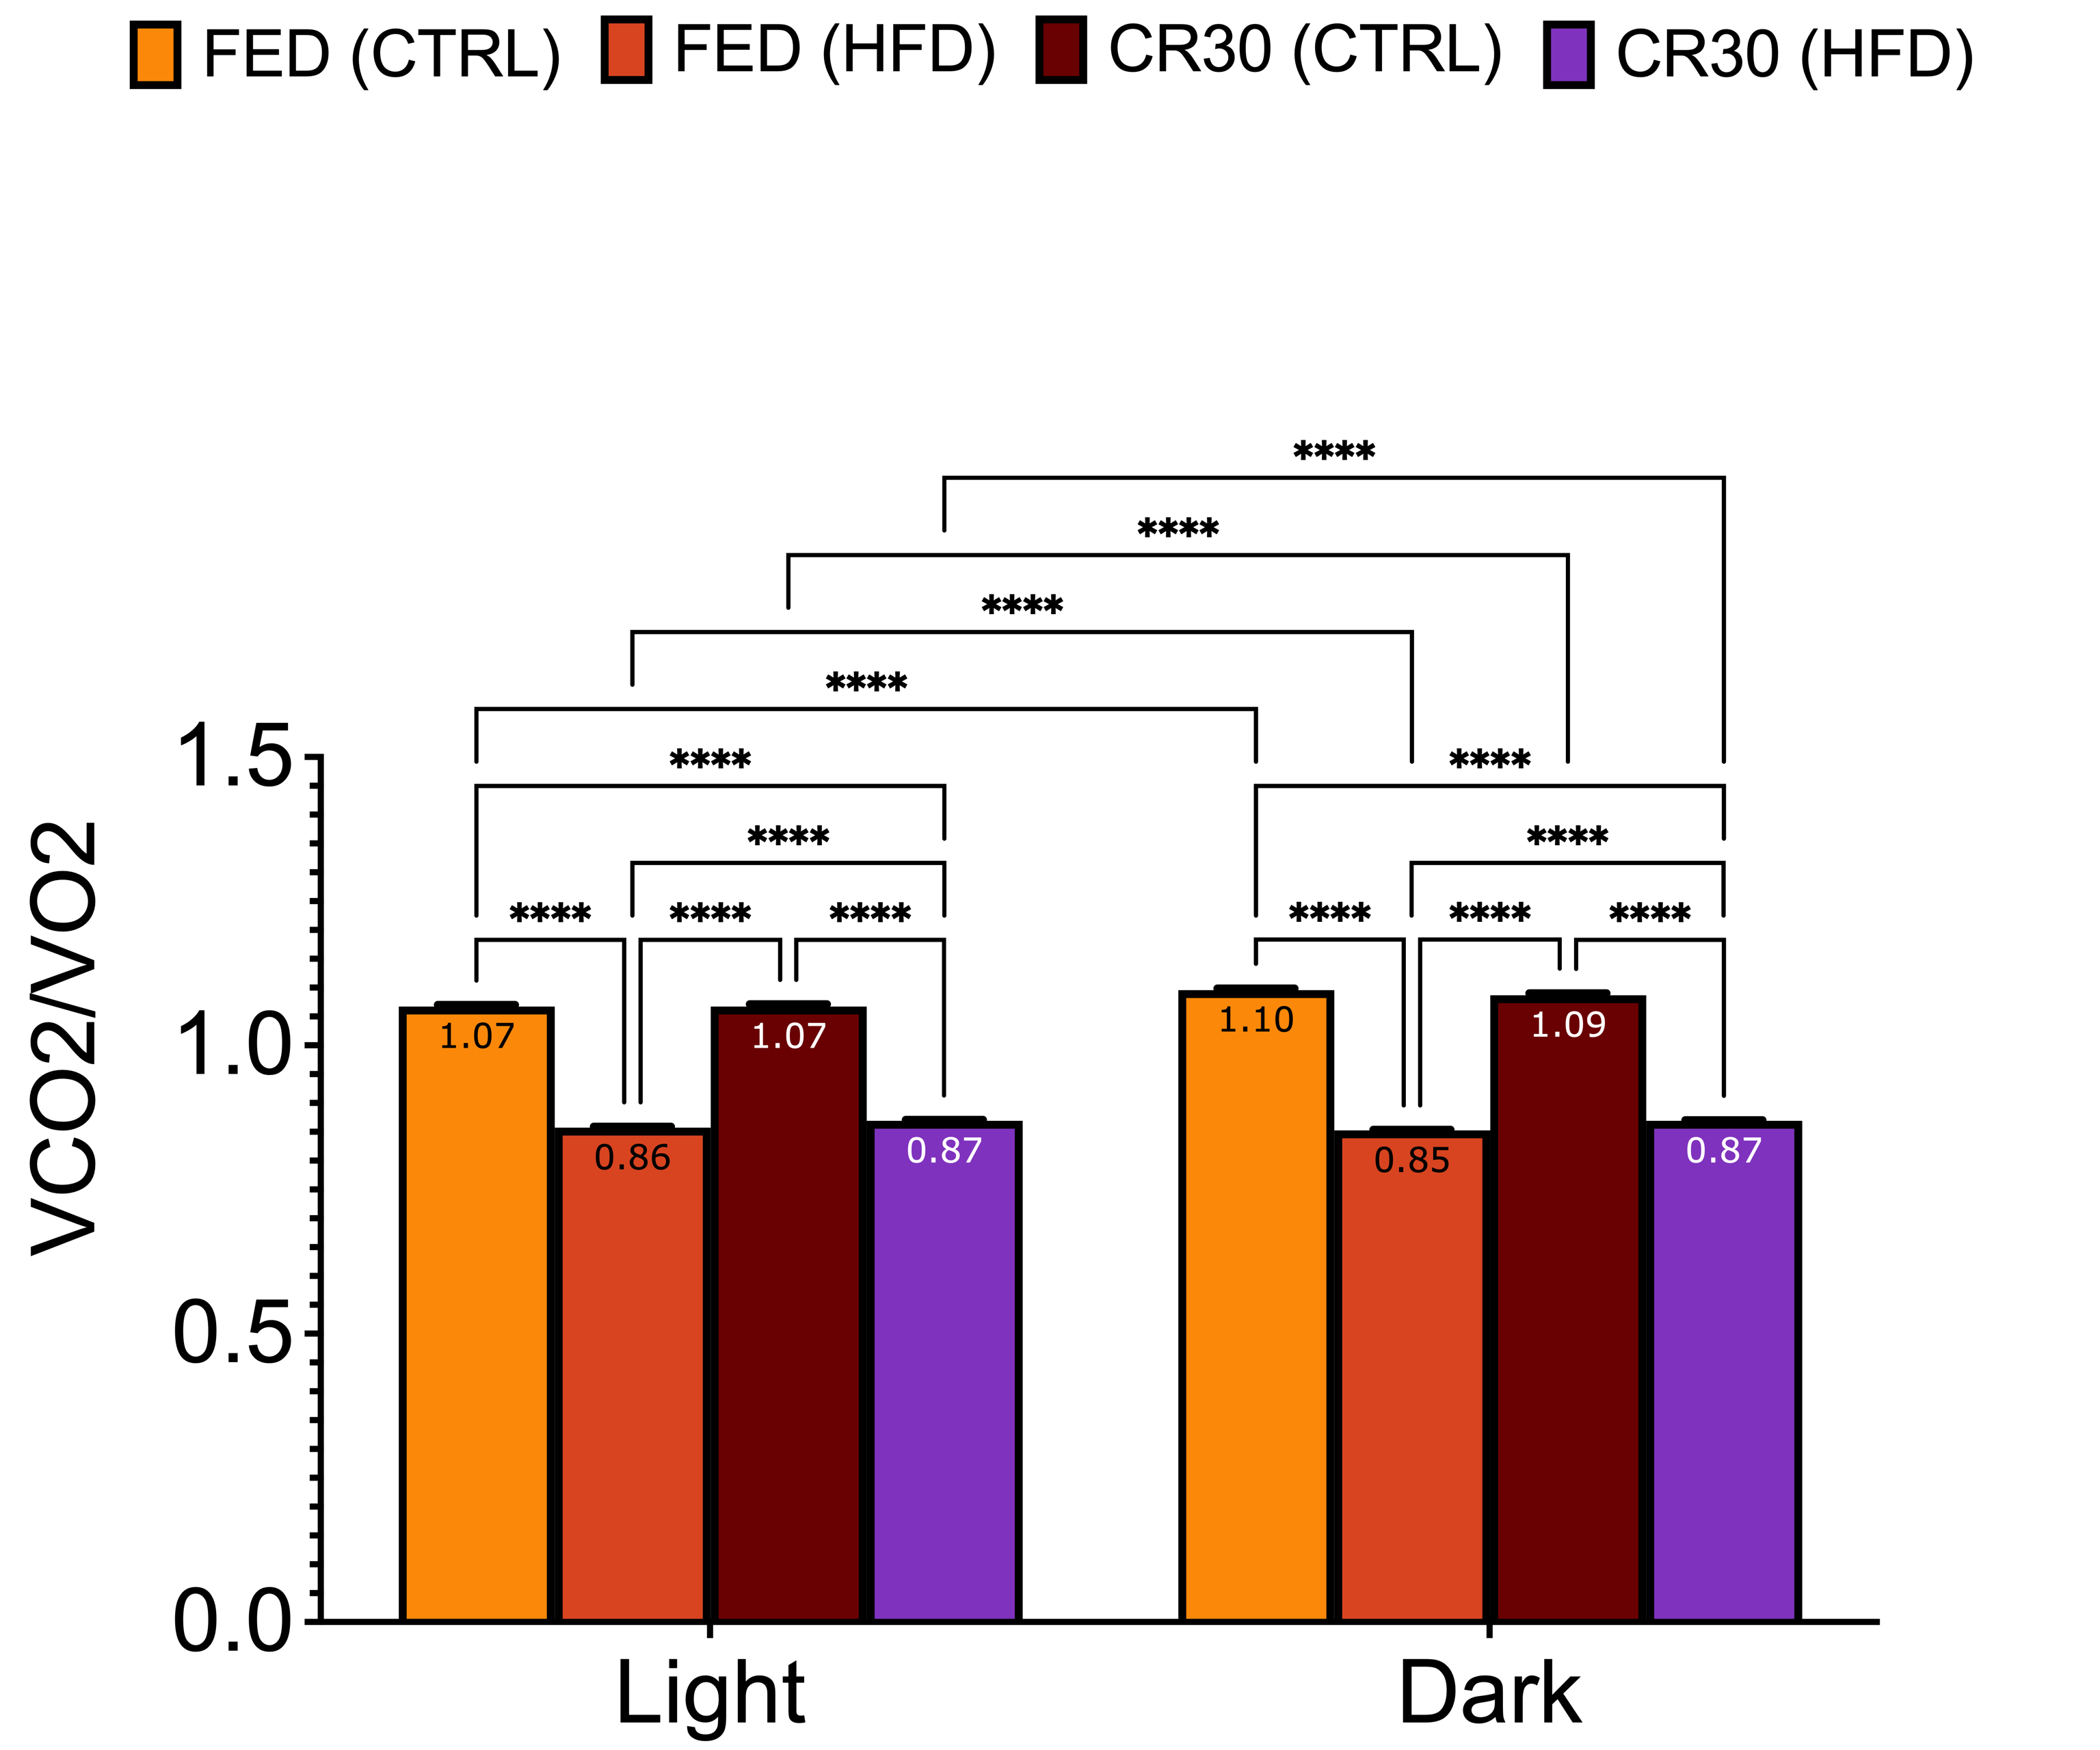 FED (CTRL) FED (HFD) CR30 (CTRL) CR30 (HFD)
****
****
****
****
**** ****
**** ****
**** **** **** **** **** ****
VCO2/VO2
1.5
1.0
0.5
0.0
1.07 0.86 1.07 0.87 1.10 0.85 1.09 0.87
Light Dark